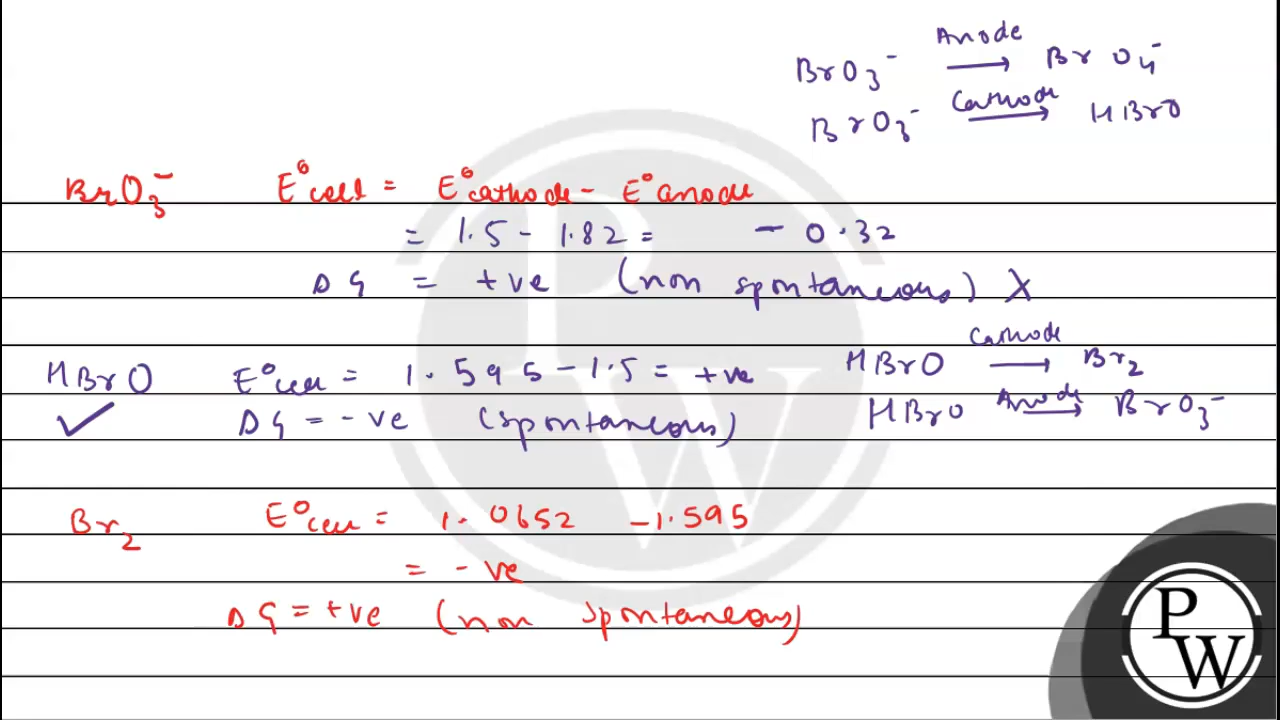 BrO3⁻ Anode → BrO4⁻
BrO3⁻ Cathode → HBrO
BrO3⁻ E°cell = E°cathode - E°anode
= 1.5 - 1.82 = - 0.32
ΔG = +ve (non spontaneous) X
HBrO E°cell = 1.595 - 1.5 = +ve
HBrO Cathode → Br2
✓ ΔG = -ve (spontaneous)
HBrO Anode → BrO3⁻
Br2 E°cell = 1.0652 - 1.595
= - ve
ΔG = +ve (non spontaneous)
P
W
P
W